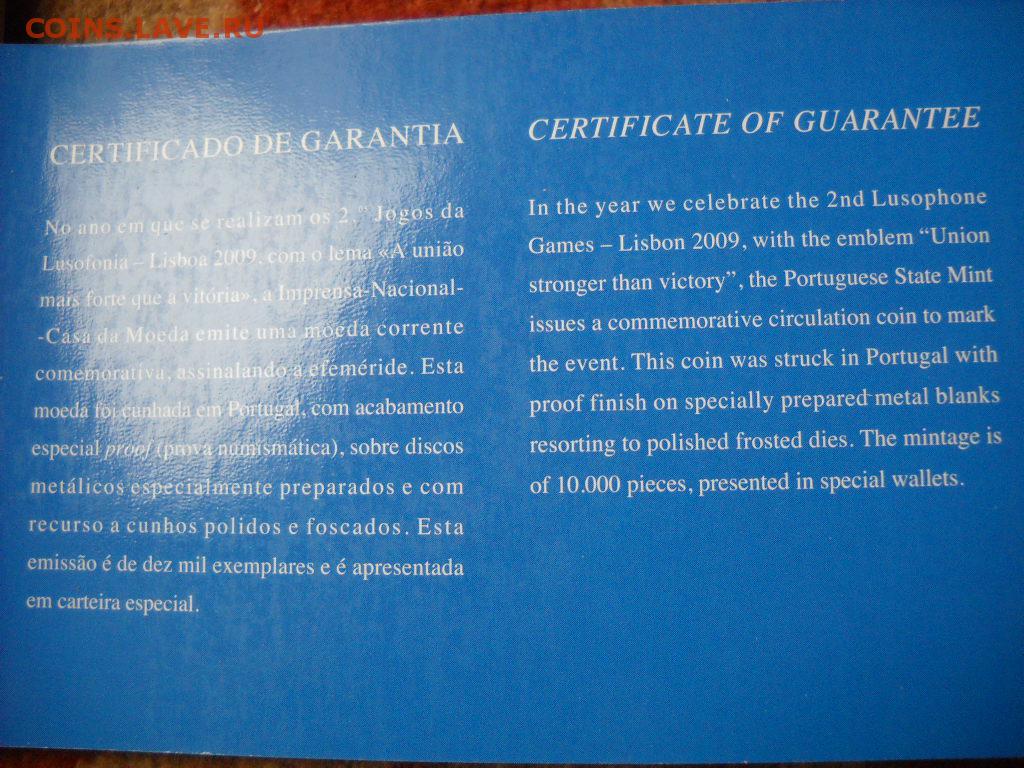 COINS.LAVE.RU
CERTIFICADO DE GARANTIA
No ano em que se realizam os 2.ºs Jogos da
Lusofonia – Lisboa 2009, com o lema «A união
mais forte que a vitória», a Imprensa-Nacional-
-Casa da Moeda emite uma moeda corrente
comemorativa, assinalando a efeméride. Esta
moeda foi cunhada em Portugal, com acabamento
especial proof (prova numismática), sobre discos
metálicos especialmente preparados e com
recurso a cunhos polidos e foscados. Esta
emissão é de dez mil exemplares e é apresentada
em carteira especial.
CERTIFICATE OF GUARANTEE
In the year we celebrate the 2nd Lusophone
Games – Lisbon 2009, with the emblem “Union
stronger than victory”, the Portuguese State Mint
issues a commemorative circulation coin to mark
the event. This coin was struck in Portugal with
proof finish on specially prepared metal blanks
resorting to polished frosted dies. The mintage is
of 10.000 pieces, presented in special wallets.